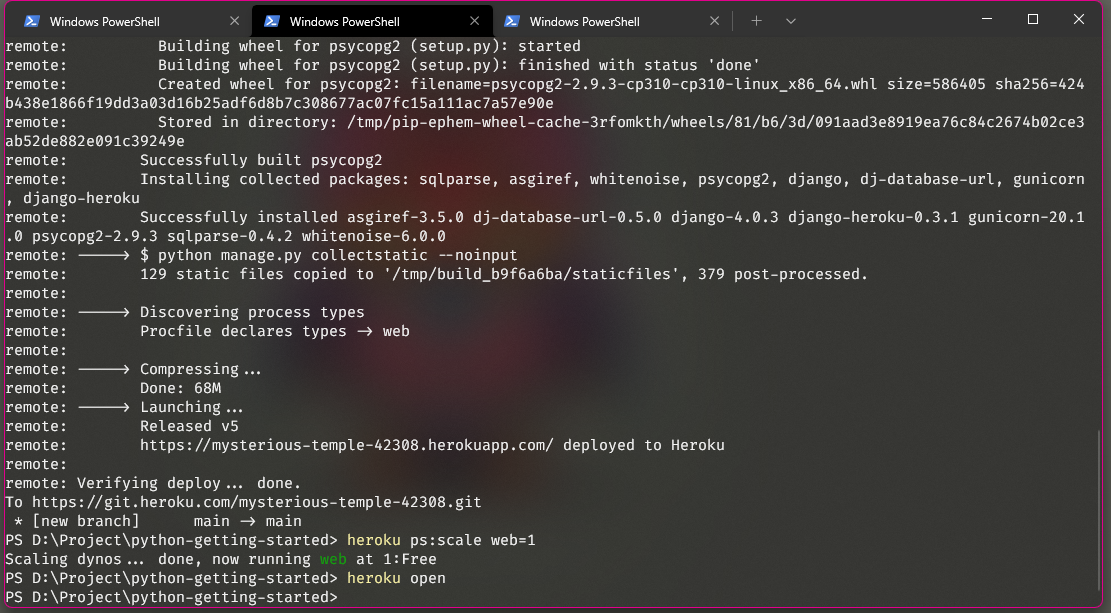 Windows PowerShell
Windows PowerShell
Windows PowerShell
remote:          Building wheel for psycopg2 (setup.py): started
remote:          Building wheel for psycopg2 (setup.py): finished with status 'done'
remote:          Created wheel for psycopg2: filename=psycopg2-2.9.3-cp310-cp310-linux_x86_64.whl size=586405 sha256=424
b438e1866f19dd3a03d16b25adf6d8b7c308677ac07fc15a111ac7a57e90e
remote:          Stored in directory: /tmp/pip-ephem-wheel-cache-3rfomkth/wheels/81/b6/3d/091aad3e8919ea76c84c2674b02ce3
ab52de882e091c39249e
remote:        Successfully built psycopg2
remote:        Installing collected packages: sqlparse, asgiref, whitenoise, psycopg2, django, dj-database-url, gunicorn
, django-heroku
remote:        Successfully installed asgiref-3.5.0 dj-database-url-0.5.0 django-4.0.3 django-heroku-0.3.1 gunicorn-20.1
.0 psycopg2-2.9.3 sqlparse-0.4.2 whitenoise-6.0.0
remote: -----> $ python manage.py collectstatic --noinput
remote:        129 static files copied to '/tmp/build_b9f6a6ba/staticfiles', 379 post-processed.
remote:
remote: -----> Discovering process types
remote:        Procfile declares types -> web
remote:
remote: -----> Compressing...
remote:        Done: 68M
remote: -----> Launching...
remote:        Released v5
remote:        https://mysterious-temple-42308.herokuapp.com/ deployed to Heroku
remote:
remote: Verifying deploy... done.
To https://git.heroku.com/mysterious-temple-42308.git
 * [new branch]      main -> main
PS D:\Project\python-getting-started> heroku ps:scale web=1
Scaling dynos... done, now running web at 1:Free
PS D:\Project\python-getting-started> heroku open
PS D:\Project\python-getting-started>